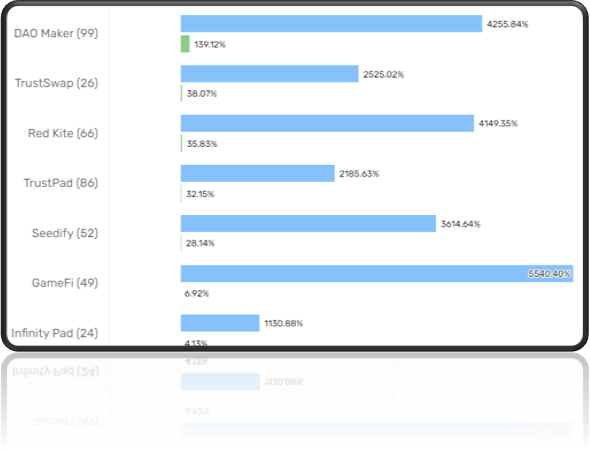 DAO Maker (99)
4255.84%
139.12%
TrustSwap (26)
2525.02%
38.07%
Red Kite (66)
4149.35%
35.83%
TrustPad (86)
2185.63%
32.15%
Seedify (52)
3614.64%
28.14%
GameFi (49)
5540.40%
6.92%
Infinity Pad (24)
1130.88%
4.13%